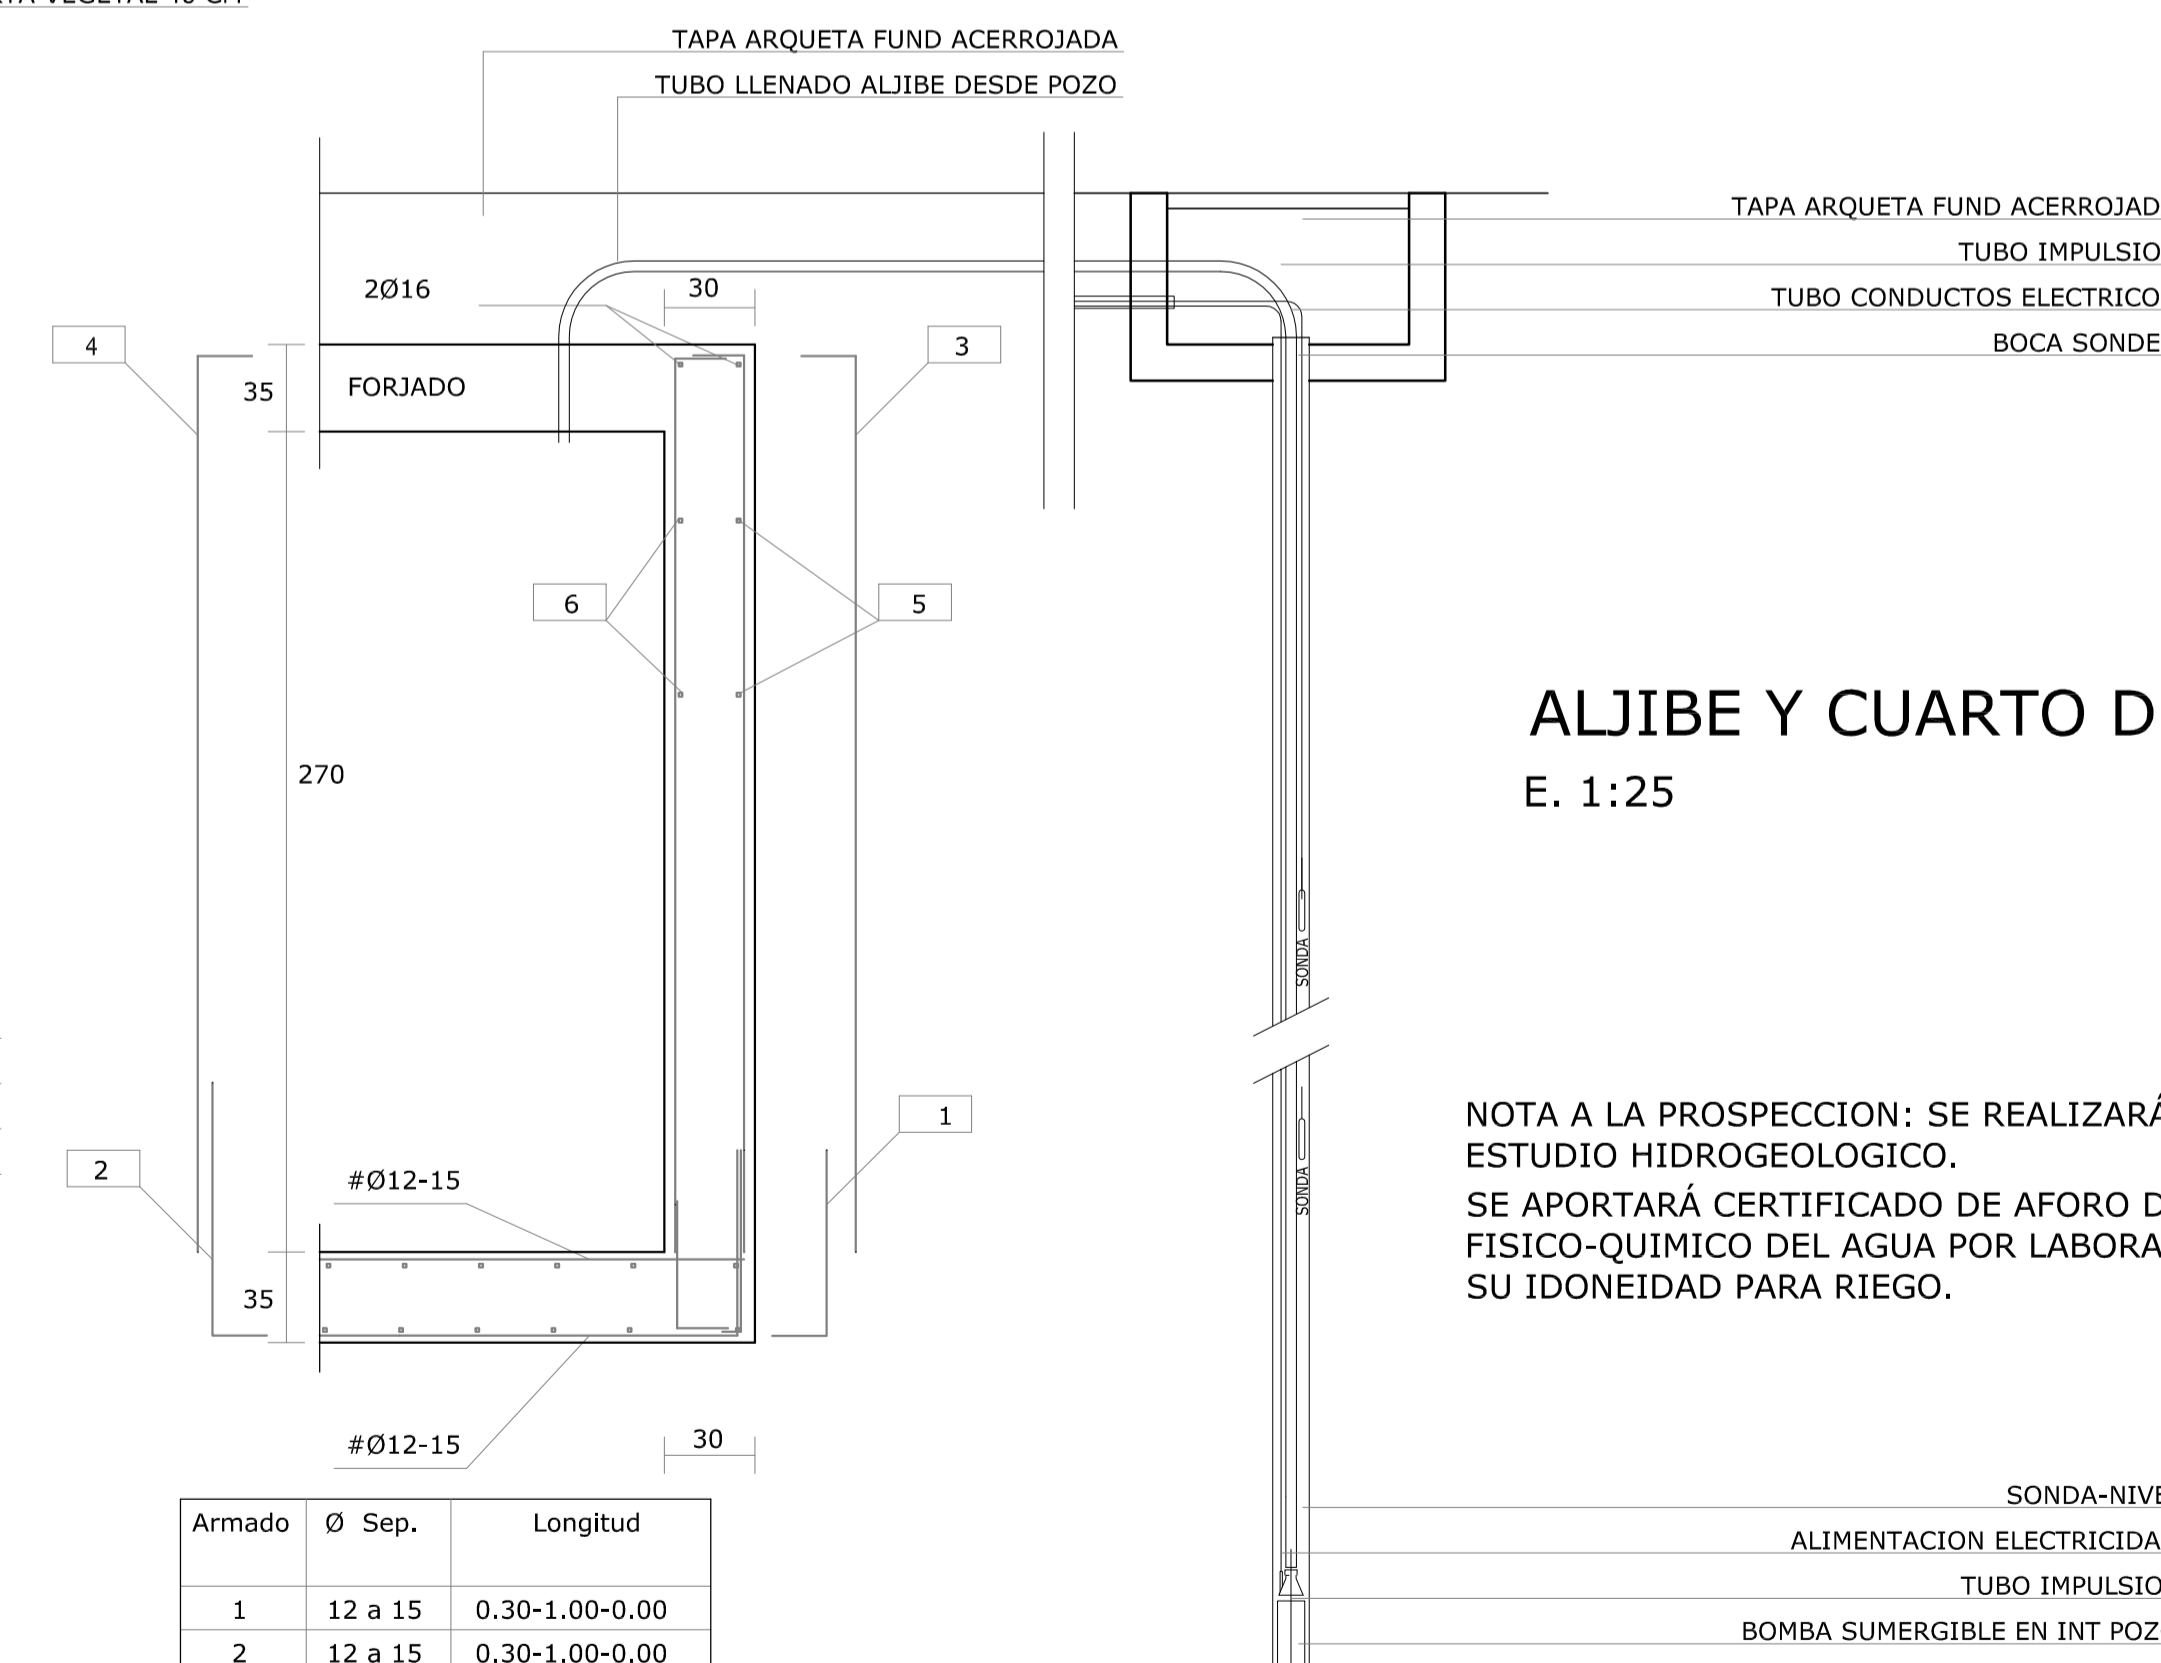 TAPA ARQUETA FUND ACERROJADA
TUBO LLENADO ALJIBE DESDE POZO
TAPA ARQUETA FUND ACERROJAD
TUBO IMPULSIO
TUBO CONDUCTOS ELECTRICO
BOCA SONDE
2Ø16
30
4
3
35
FORJADO
6
5
270
ALJIBE Y CUARTO D
E. 1:25
SONDA
1
2
#Ø12-15
SONDA
NOTA A LA PROSPECCION: SE REALIZARÁ
ESTUDIO HIDROGEOLOGICO.
SE APORTARÁ CERTIFICADO DE AFORO D
FISICO-QUIMICO DEL AGUA POR LABORA
SU IDONEIDAD PARA RIEGO.
35
#Ø12-15
30
SONDA-NIVE
ALIMENTACION ELECTRICIDA
TUBO IMPULSIO
BOMBA SUMERGIBLE EN INT POZ
Armado Ø Sep. Longitud
1 12 a 15 0.30-1.00-0.00
2 12 a 15 0.30-1.00-0.00